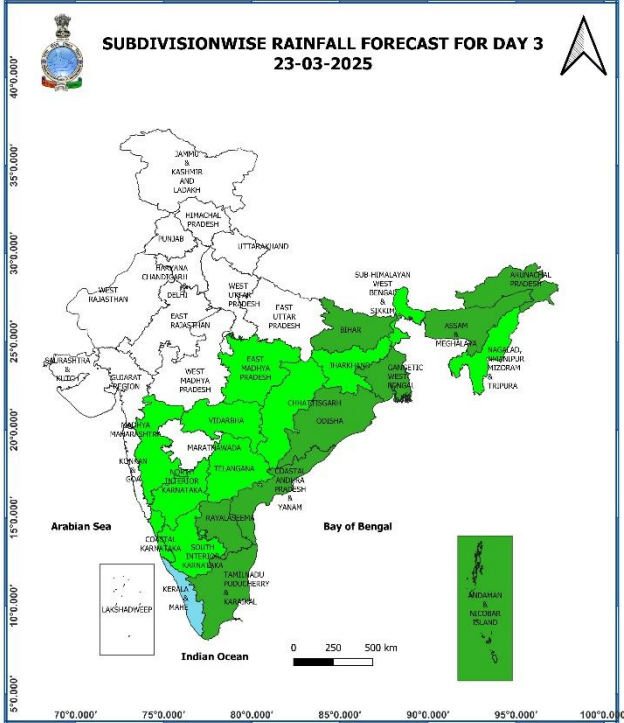 SUBDIVISIONWISE RAINFALL FORECAST FOR DAY 3
23-03-2025
40°0.000'
35°0.000'
30°0.000'
25°0.000'
20°0.000'
15°0.000'
10°0.000'
5°0.000'
JAMMU
&
KASHMIR
AND
LADAKH
HIMACHAL
PRADESH
PUNJAB
UTTARAKHAND
HARYANA
CHANDIGARH
&
DELHI
WEST
RAJASTHAN
WEST
UTTAR
PRADESH
EAST
UTTAR
PRADESH
EAST
RAJASTHAN
SUB HIMALAYAN
WEST
BENGAL
&
SIKKIM
ARUNACHAL
PRADESH
BIHAR
ASSAM
&
MEGHALAYA
NAGALAD,
MANIPUR
MIZORAM
&
TRIPURA
SAURASHTRA
&
KUTCH
GUJARAT
REGION
WEST
MADHYA
PRADESH
EAST
MADHYA
PRADESH
JHARKHAND
GANGETIC
WEST
BENGAL
CHHATTISGARH
ODISHA
VIDARBHA
MADHYA
MAHARASHTRA
MARATHAWADA
KONKAN
&
GOA
NORTH
INTERIOR
KARNATAKA
TELANGANA
COASTAL
ANDHRA
PRADESH
&
YANAM
RAYALASEEMA
Arabian Sea
Bay of Bengal
COASTAL
KARNATAKA
SOUTH
INTERIOR
KARNATAKA
TAMILNADU
PUDUCHERRY
&
KARAIKAL
KERALA
&
MAHE
LAKSHADWEEP
ANDAMAN
&
NICOBAR
ISLAND
Indian Ocean
0 250 500 km
70°0.000' 75°0.000' 80°0.000' 85°0.000' 90°0.000' 95°0.000' 100°0.000'